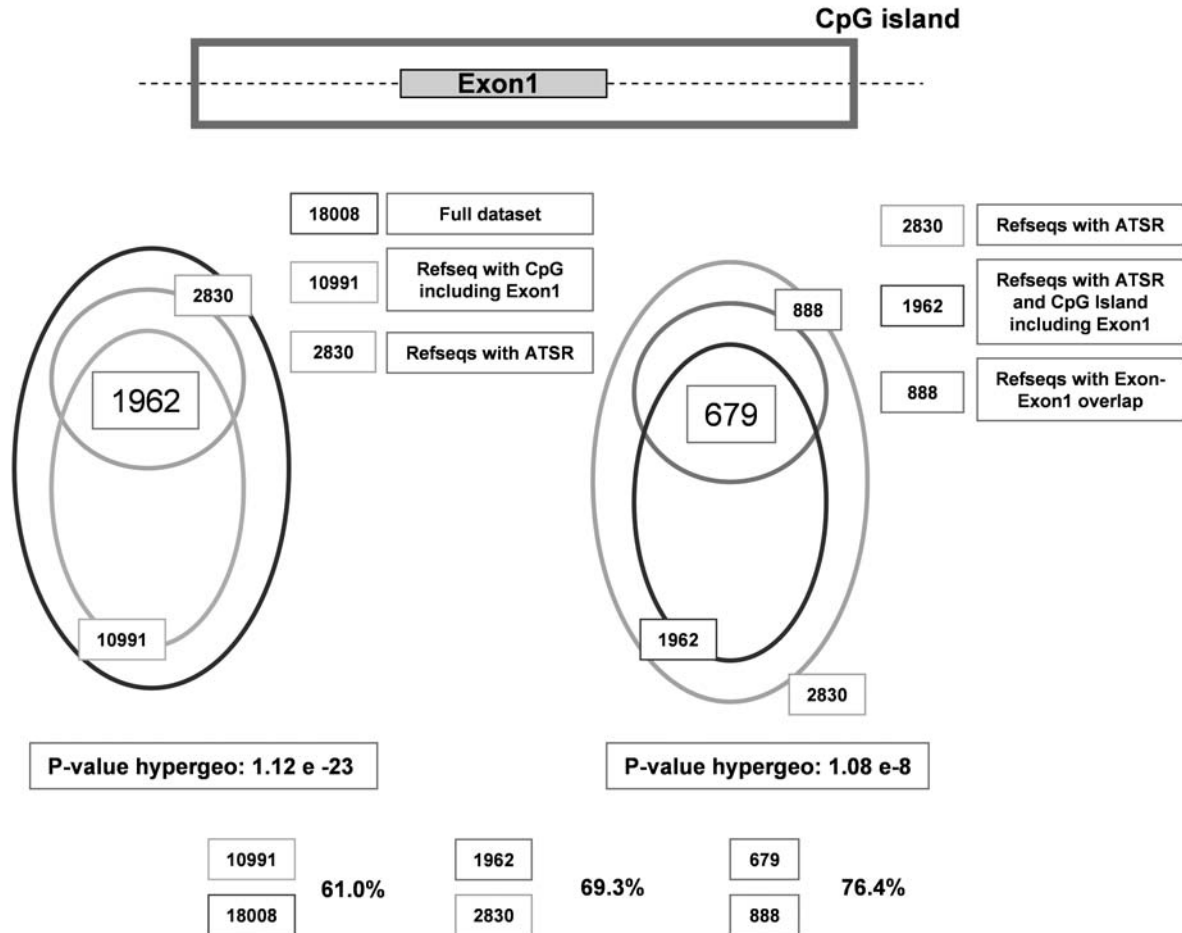 CpG island
Exon1
18008
Full dataset
10991
Refseq with CpG
including Exon1
2830
Refseqs with ATSR
2830
1962
10991
2830
Refseqs with ATSR
1962
Refseqs with ATSR
and CpG Island
including Exon1
888
Refseqs with Exon-
Exon1 overlap
888
679
1962
2830
P-value hypergeo: 1.12 e -23
P-value hypergeo: 1.08 e-8
10991
18008
61.0%
1962
2830
69.3%
679
888
76.4%